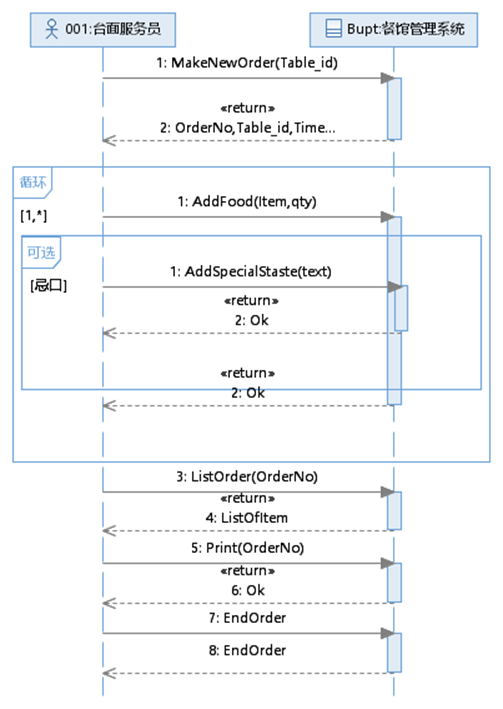 001:台面服务员
Bupt:餐馆管理系统
1: MakeNewOrder(Table_id)
«return»
2: OrderNo,Table_id,Time...
循环
[1,*]
1: AddFood(Item,qty)
可选
[忌口]
1: AddSpecialStaste(text)
«return»
2: Ok
«return»
2: Ok
3: ListOrder(OrderNo)
«return»
4: ListOfItem
5: Print(OrderNo)
«return»
6: Ok
7: EndOrder
8: EndOrder